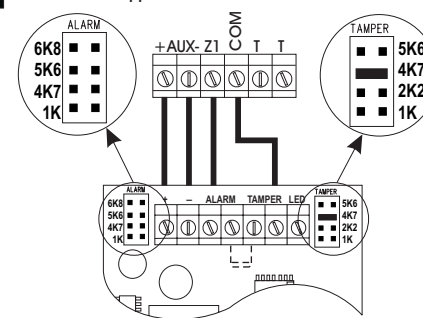 ALARM
6K8
5K6
4K7
1K
+AUX- Z1 COM T T
TAMPER
5K6
4K7
2K2
1K
ALARM
6K8
5K6
4K7
1K
+ – ALARM TAMPER LED
TAMPER
5K6
4K7
2K2
1K